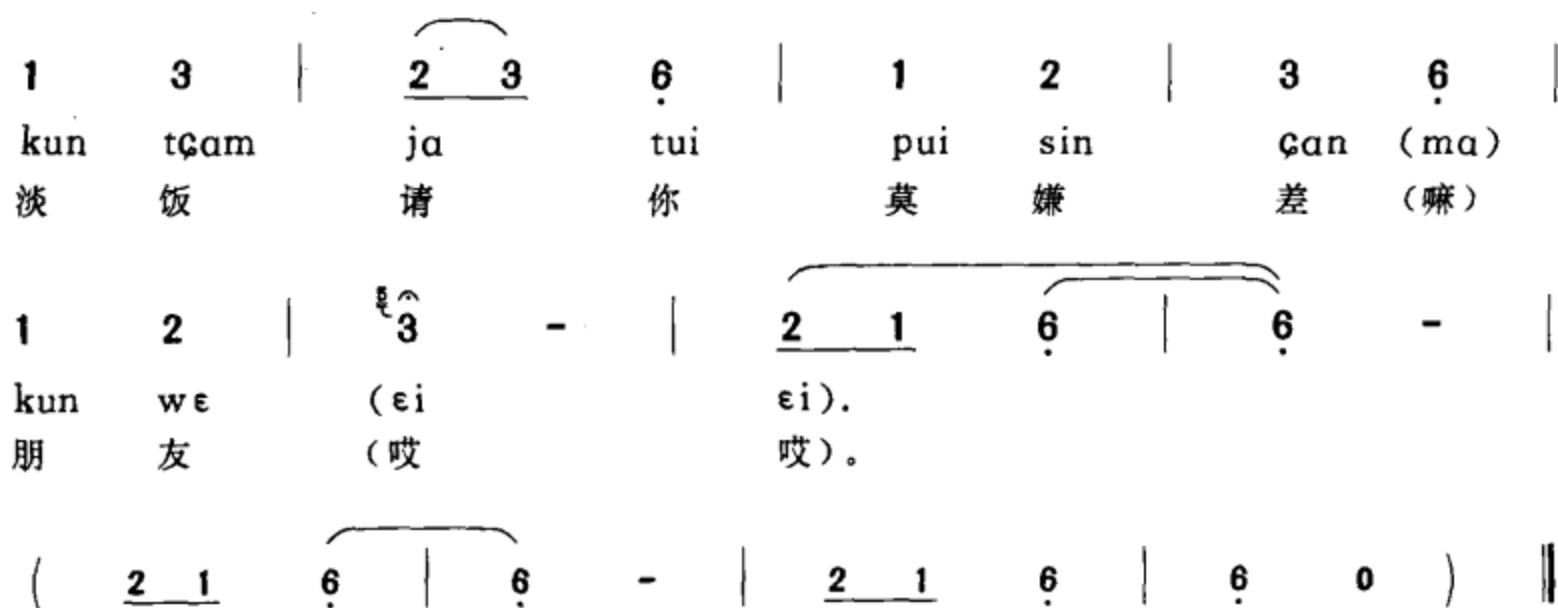 1 3 | 2 3 6̣ | 1 2 | 3 6̣ |
kun tɕam ja tui pui sin ɕan (ma)
淡 饭 请 你 莫 嫌 差 （嘛）
1 2 | 3 - | 2 1 6̣ | 6̣ - |
kun wɛ (ɛi ɛi).
朋 友 （哎 哎）。
( 2 1 6̣ | 6̣ - | 2 1 6̣ | 6̣ 0 ) ‖